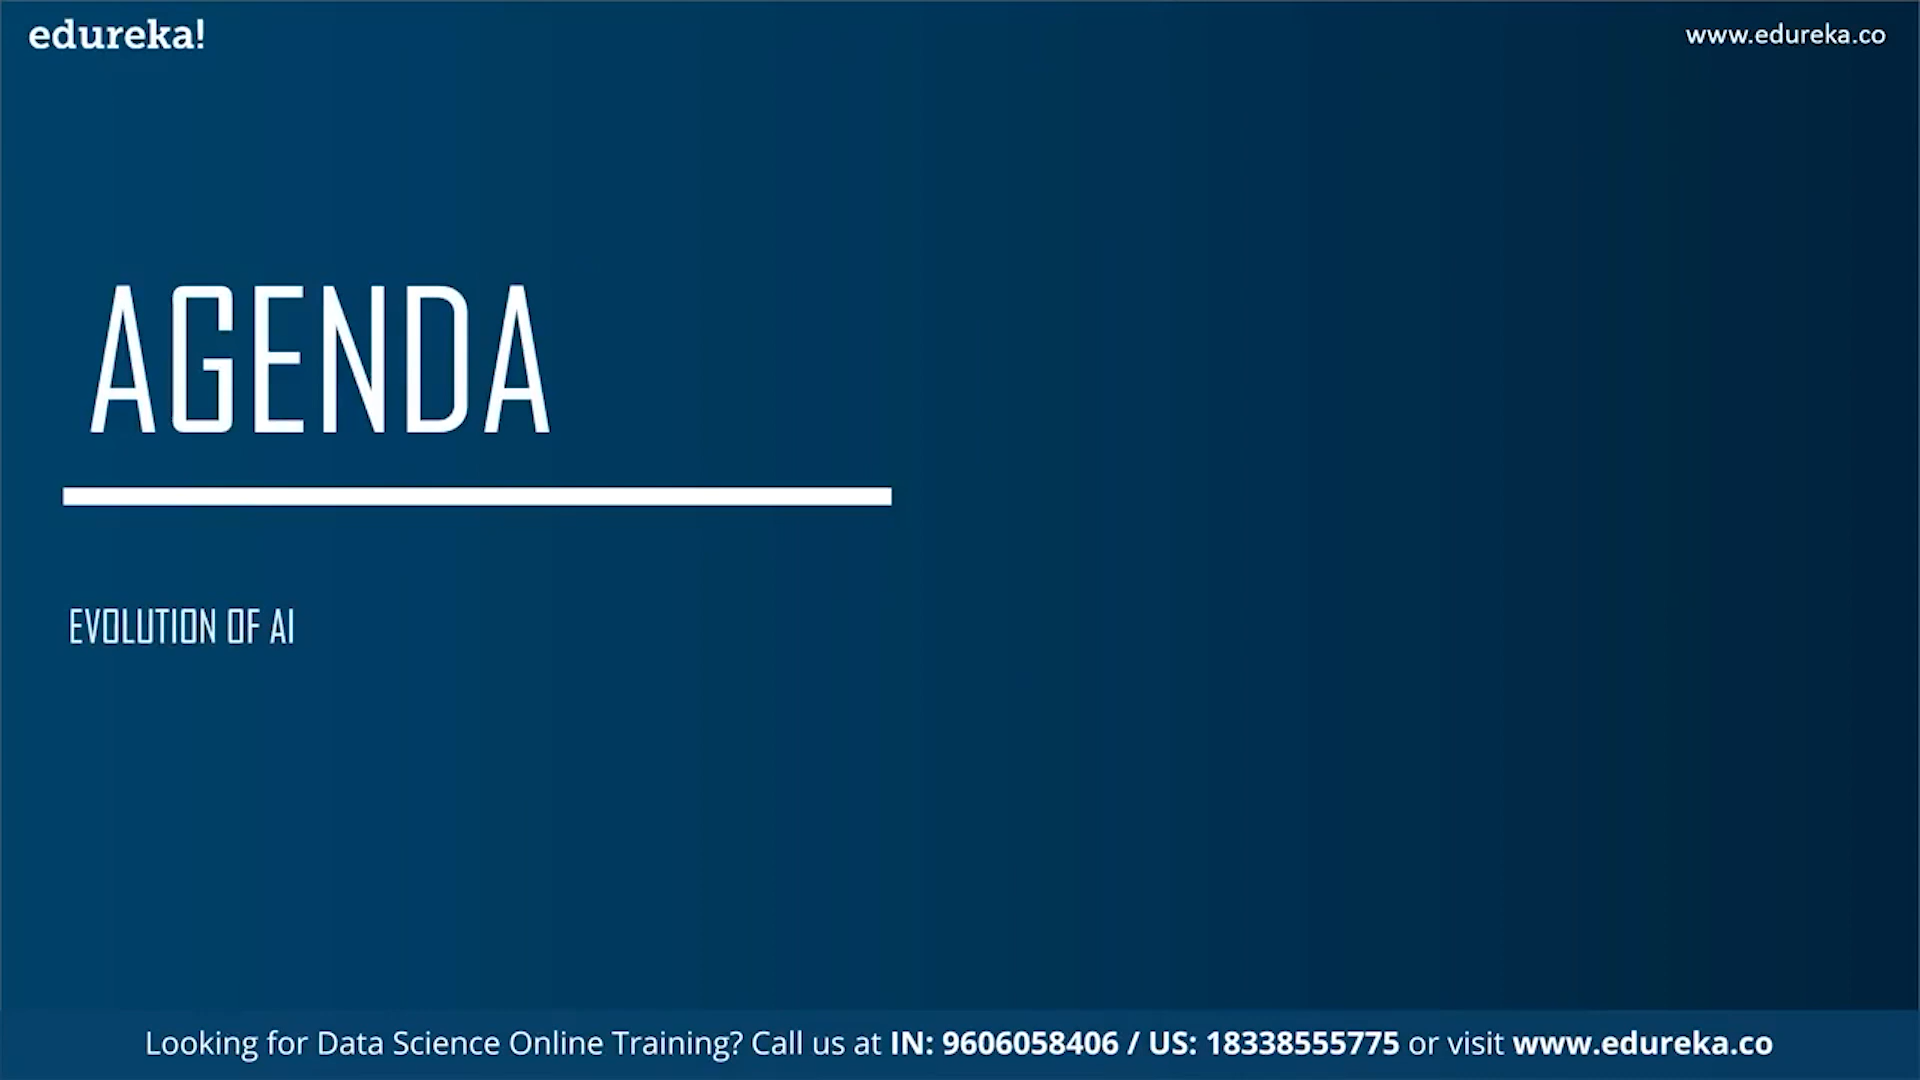 edureka!
www.edureka.co
AGENDA
EVOLUTION OF AI
Looking for Data Science Online Training? Call us at IN: 9606058406 / US: 18338555775 or visit www.edureka.co